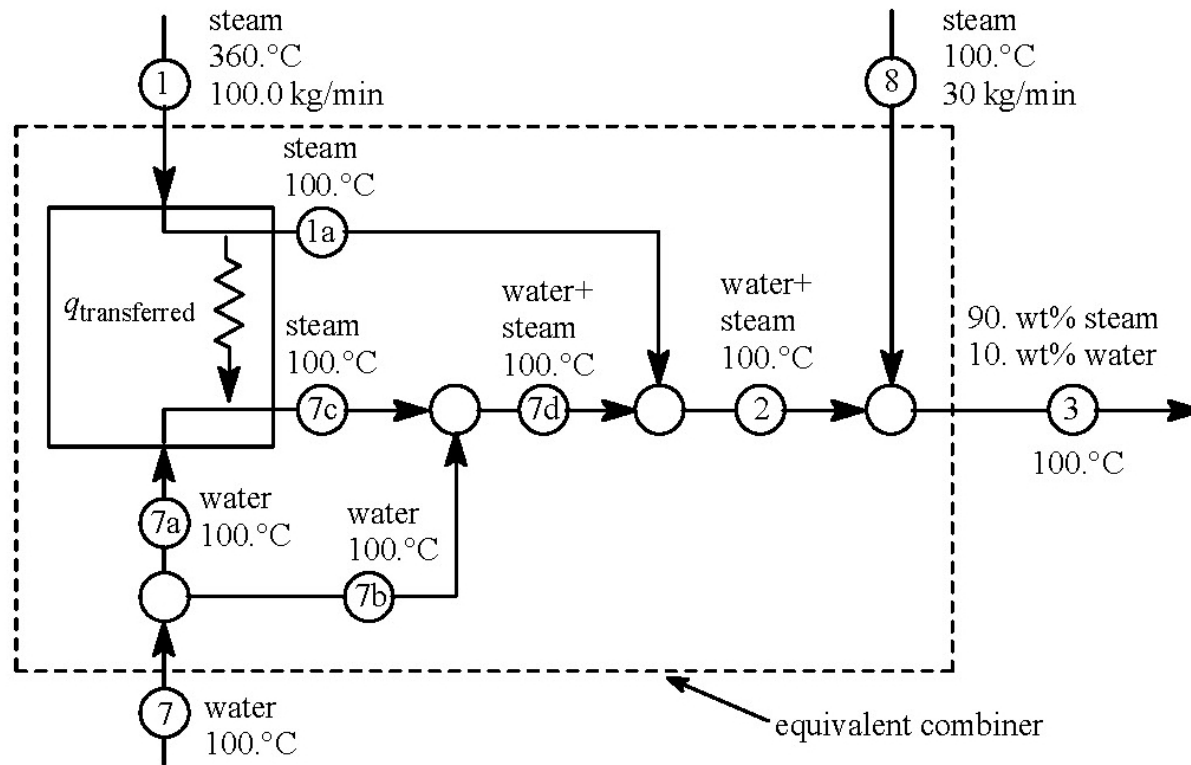 steam
360.°C
100.0 kg/min
1
steam
100.°C
30 kg/min
8
steam
100.°C
1a
q_transferred
steam
100.°C
7c
water+
steam
100.°C
7d
water+
steam
100.°C
2
90. wt% steam
10. wt% water
3
100.°C
7a
water
100.°C
water
100.°C
7b
7
water
100.°C
equivalent combiner